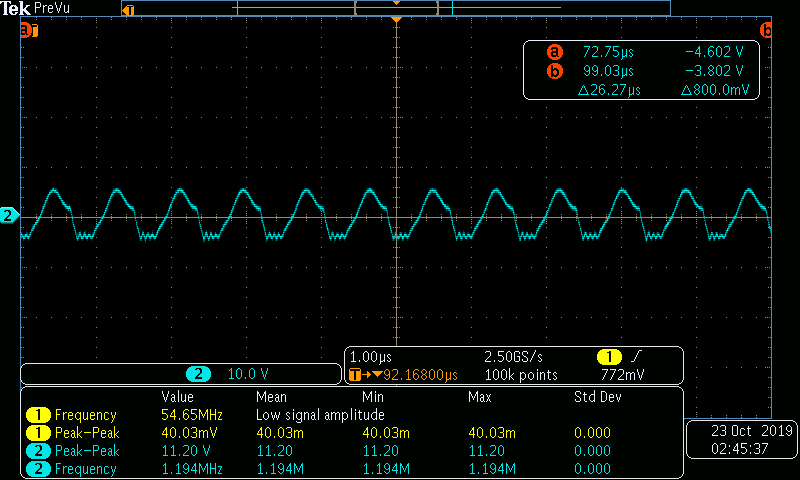 Tek PreVu
T
a T b
a 72.75µs −4.602 V
b 99.03µs −3.802 V
Δ26.27µs Δ800.0mV
2
2 10.0 V
1.00µs 2.50GS/s 1
T→▼92.16800µs 100k points 772mV
Value Mean Min Max Std Dev
1 Frequency 54.65MHz Low signal amplitude
1 Peak−Peak 40.03mV 40.03m 40.03m 40.03m 0.000
2 Peak−Peak 11.20 V 11.20 11.20 11.20 0.000
2 Frequency 1.194MHz 1.194M 1.194M 1.194M 0.000
23 Oct 2019
02:45:37